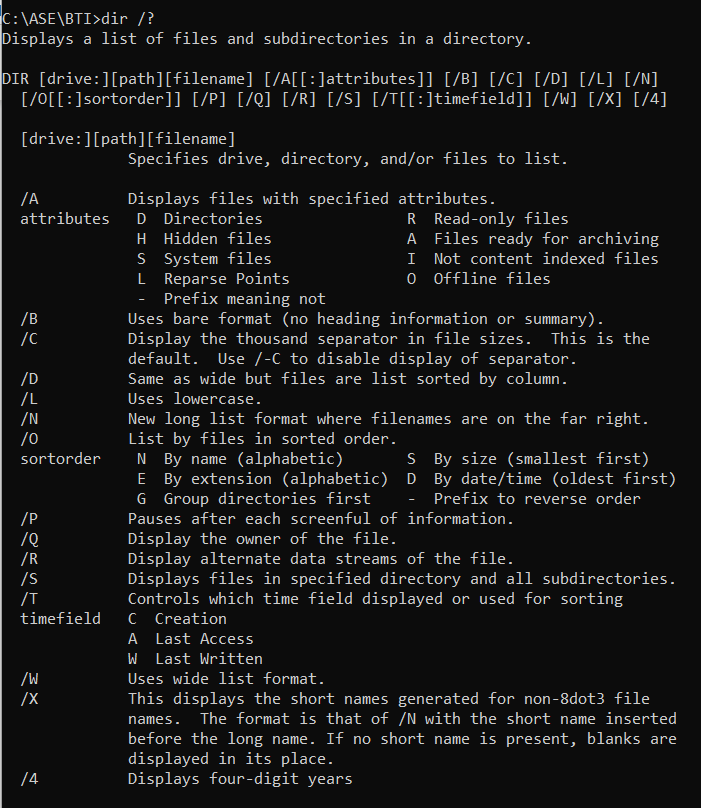 C:\ASE\BTI>dir /?
Displays a list of files and subdirectories in a directory.

DIR [drive:][path][filename] [/A[[:]attributes]] [/B] [/C] [/D] [/L] [/N]
  [/O[[:]sortorder]] [/P] [/Q] [/R] [/S] [/T[[:]timefield]] [/W] [/X] [/4]

  [drive:][path][filename]
              Specifies drive, directory, and/or files to list.

  /A          Displays files with specified attributes.
  attributes   D  Directories                R  Read-only files
               H  Hidden files               A  Files ready for archiving
               S  System files               I  Not content indexed files
               L  Reparse Points             O  Offline files
               -  Prefix meaning not
  /B          Uses bare format (no heading information or summary).
  /C          Display the thousand separator in file sizes.  This is the
              default.  Use /-C to disable display of separator.
  /D          Same as wide but files are list sorted by column.
  /L          Uses lowercase.
  /N          New long list format where filenames are on the far right.
  /O          List by files in sorted order.
  sortorder    N  By name (alphabetic)       S  By size (smallest first)
               E  By extension (alphabetic)  D  By date/time (oldest first)
               G  Group directories first    -  Prefix to reverse order
  /P          Pauses after each screenful of information.
  /Q          Display the owner of the file.
  /R          Display alternate data streams of the file.
  /S          Displays files in specified directory and all subdirectories.
  /T          Controls which time field displayed or used for sorting
  timefield   C  Creation
              A  Last Access
              W  Last Written
  /W          Uses wide list format.
  /X          This displays the short names generated for non-8dot3 file
              names.  The format is that of /N with the short name inserted
              before the long name. If no short name is present, blanks are
              displayed in its place.
  /4          Displays four-digit years